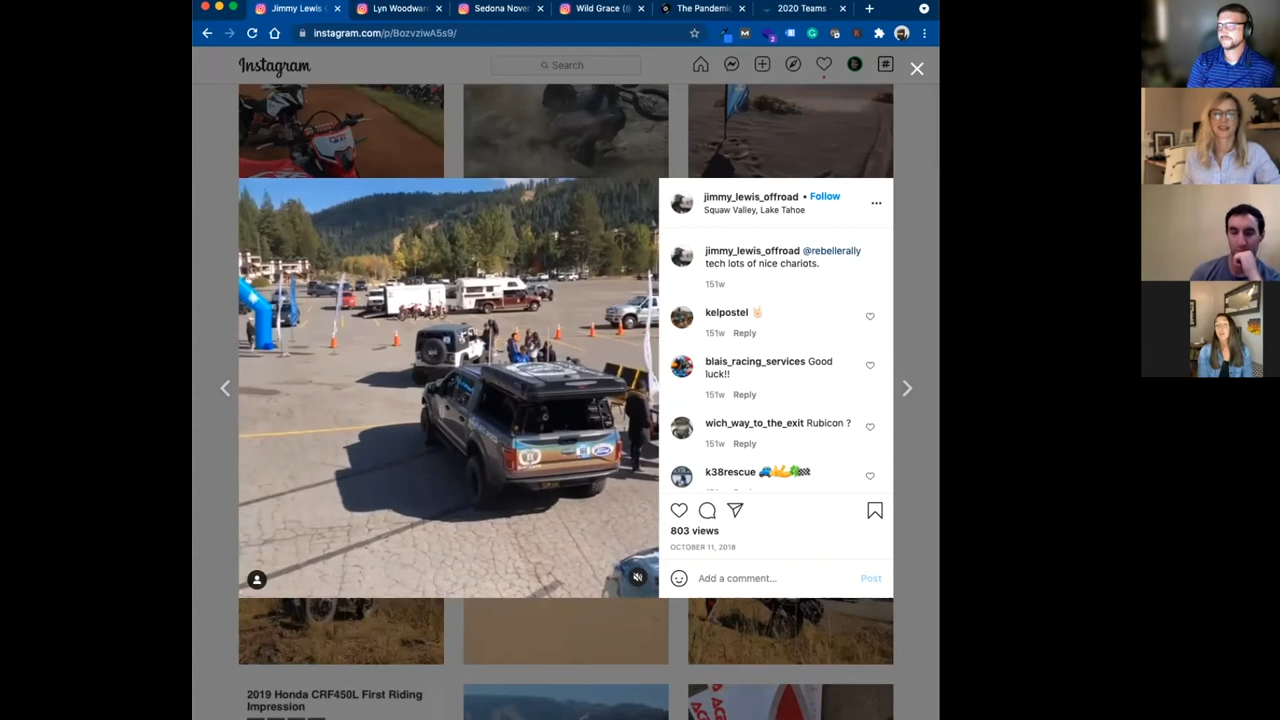 Jimmy Lewis
Lyn Woodwar
Sedona Nover
Wild Grace (@
The Pandemic
2020 Teams -
instagram.com/p/BozvziwA5s9/
2
Instagram
Search
jimmy_lewis_offroad • Follow
Squaw Valley, Lake Tahoe
jimmy_lewis_offroad @rebellerally
tech lots of nice chariots.
151w
kelpostel ✌🏻
151w Reply
blais_racing_services Good
luck!!
151w Reply
wich_way_to_the_exit Rubicon ?
151w Reply
k38rescue
803 views
OCTOBER 11, 2018
Add a comment...
Post
Ford
2019 Honda CRF450L First Riding
Impression